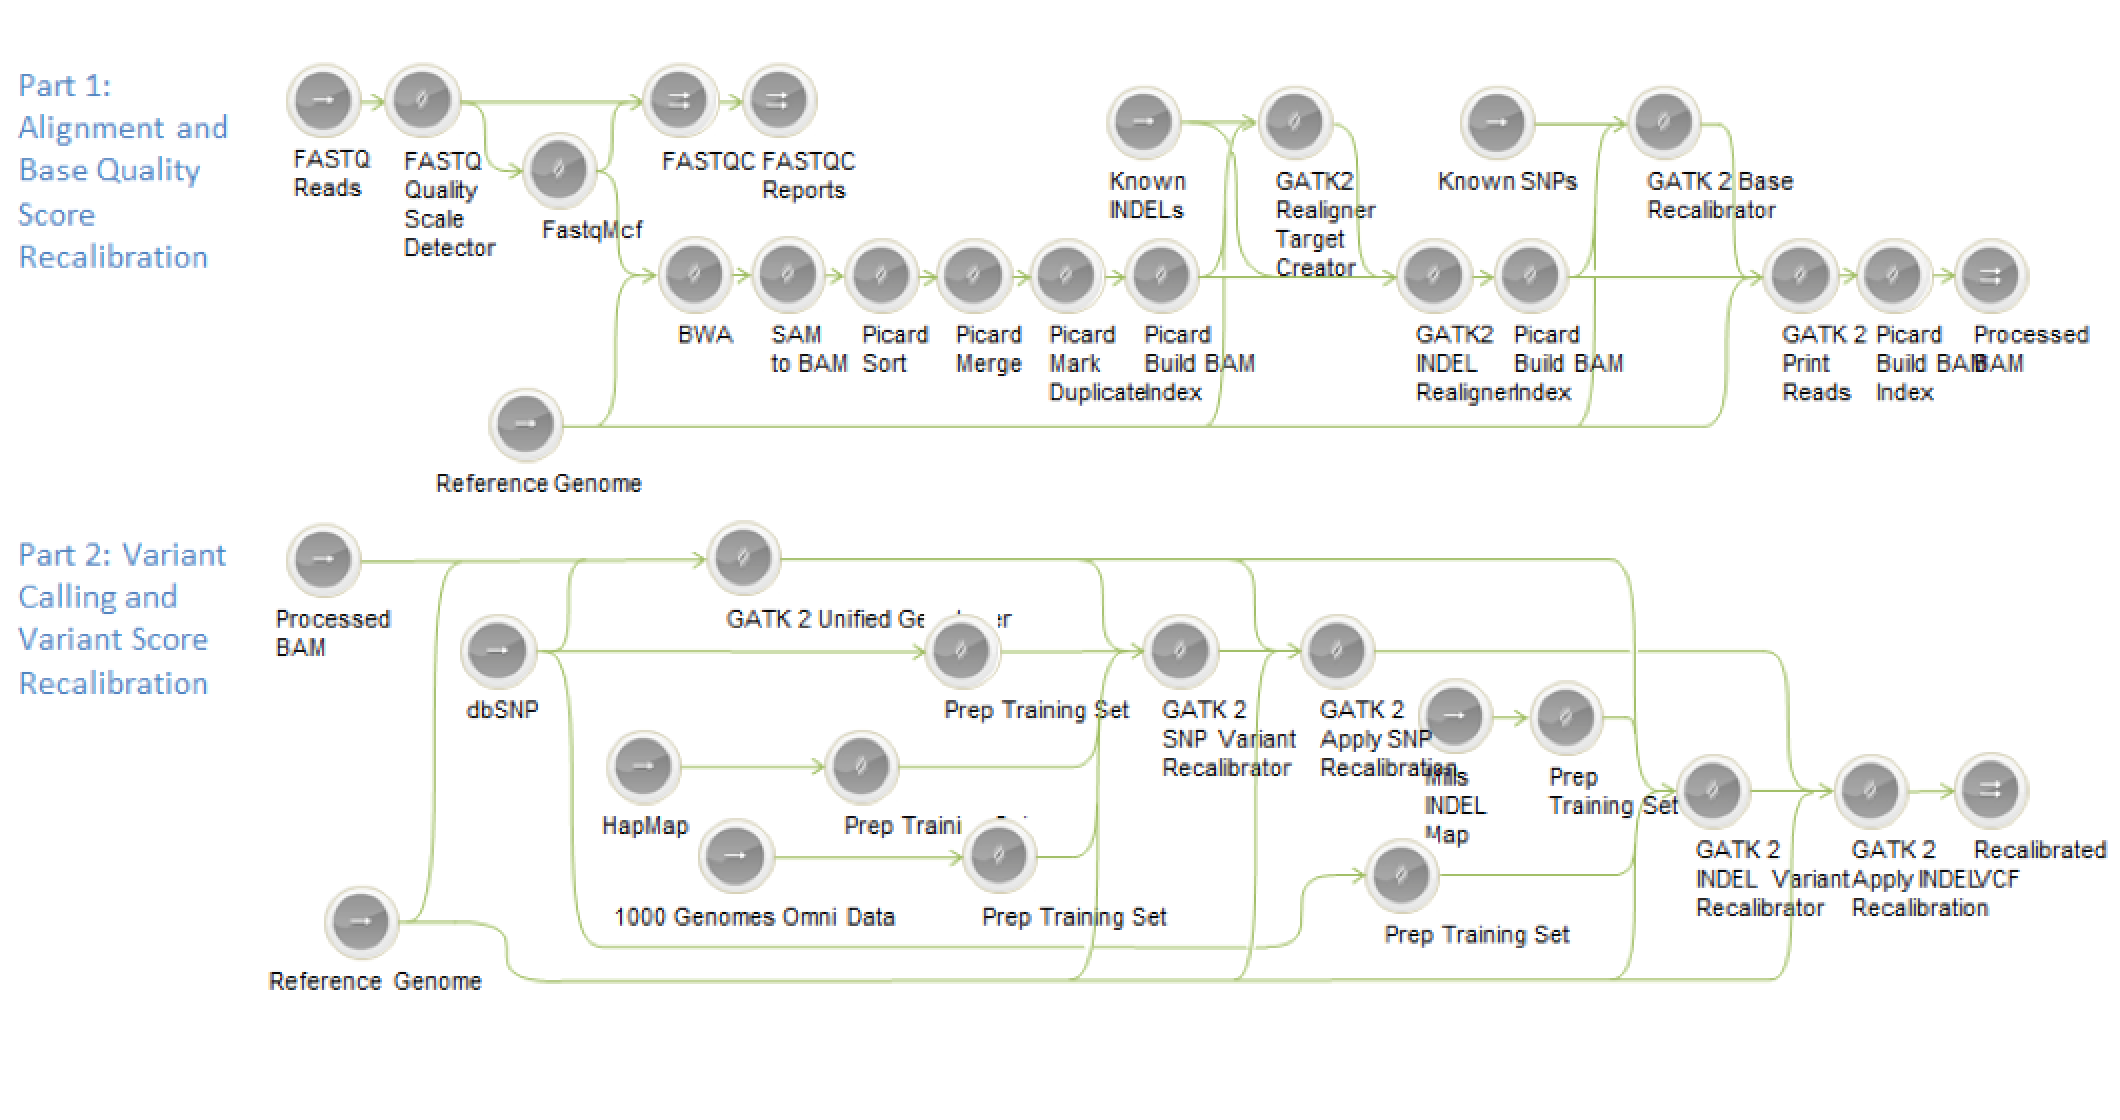 Part 1:
Alignment and
Base Quality
Score
Recalibration
FASTQ
Reads
FASTQ
Quality
Scale
Detector
FastqMcf
FASTQC
FASTQC
Reports
Known
INDELs
GATK2
Realigner
Target
Creator
Known SNPs
GATK 2 Base
Recalibrator
BWA
SAM
to BAM
Picard
Sort
Picard
Merge
Picard
Mark
Duplicate
Picard
Build BAM
Index
GATK2
INDEL
Realigner
Picard
Build BAM
Index
GATK 2
Print
Reads
Picard
Build BAM
Index
Processed
BAM
Reference Genome
Part 2: Variant
Calling and
Variant Score
Recalibration
Processed
BAM
GATK 2 Unified
dbSNP
Prep Training Set
GATK 2
SNP Variant
Recalibrator
GATK 2
Apply SNP
Recalibration
Mills
INDEL
Map
Prep
Training Set
HapMap
Prep
1000 Genomes Omni Data
Prep Training Set
Prep Training Set
GATK 2
INDEL Variant
Recalibrator
GATK 2
Apply INDEL
Recalibration
Recalibrated
VCF
Reference Genome